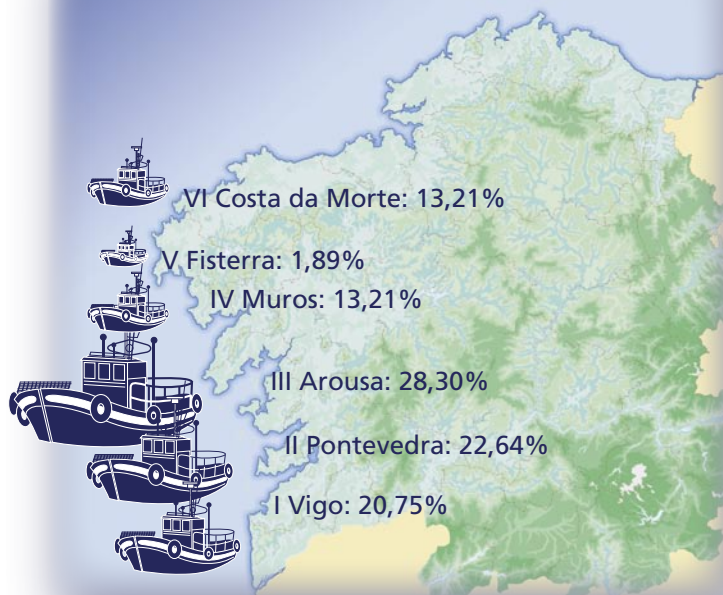 VI Costa da Morte: 13,21%
V Fisterra: 1,89%
IV Muros: 13,21%
III Arousa: 28,30%
II Pontevedra: 22,64%
I Vigo: 20,75%